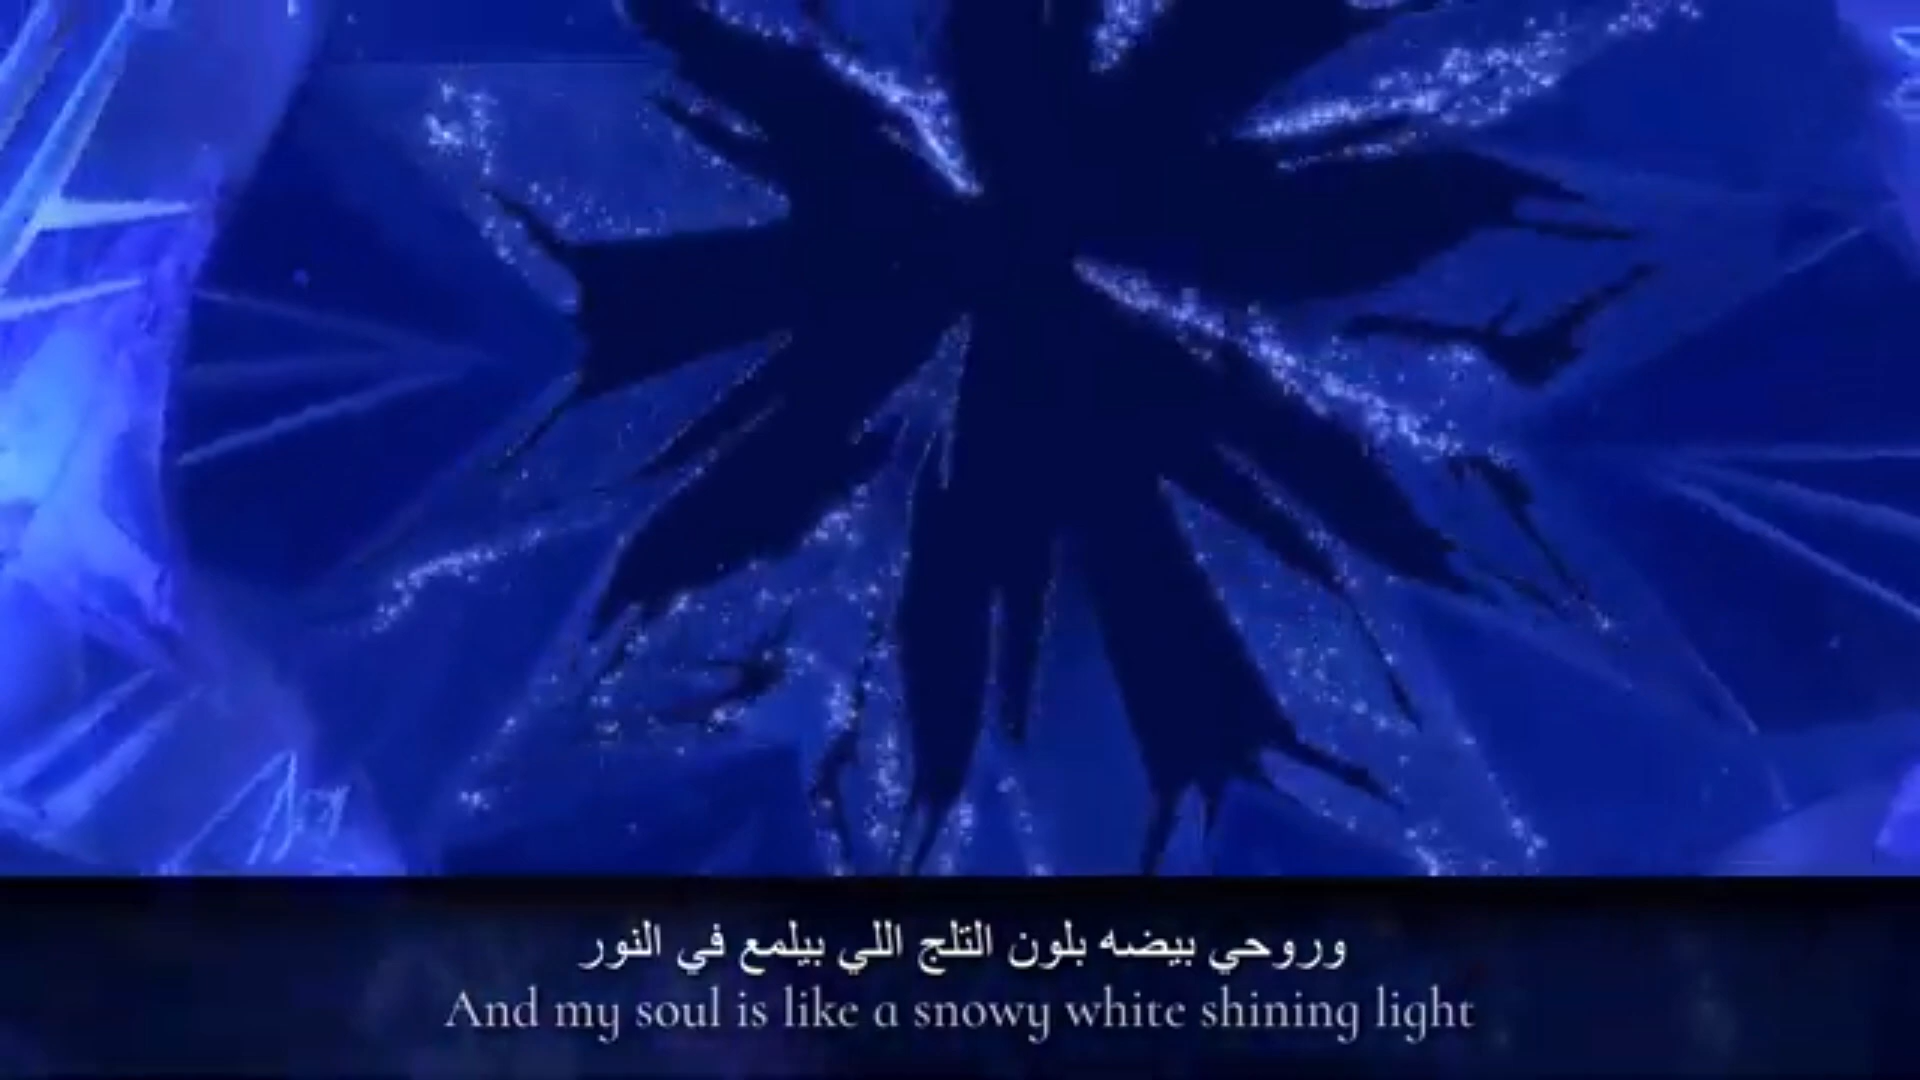 وروحي بيضه بلون التلج اللي بيلمع في النور
And my soul is like a snowy white shining light